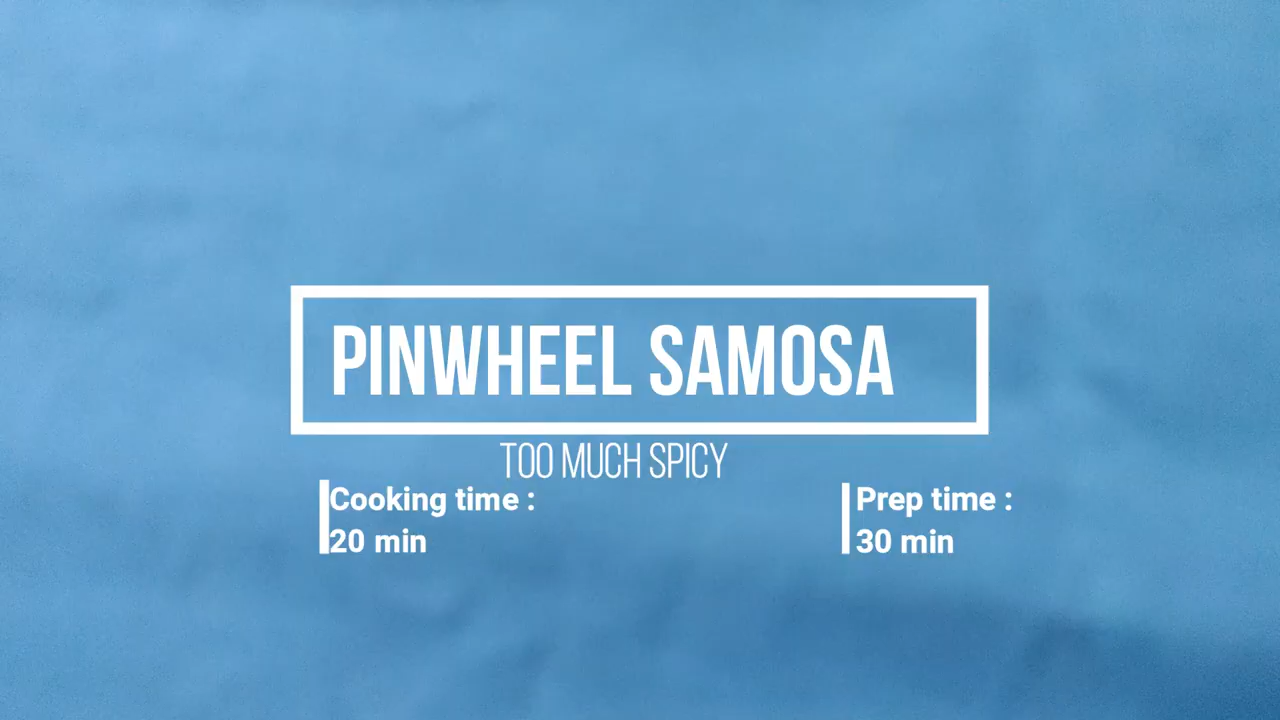 PINWHEEL SAMOSA
TOO MUCH SPICY
Cooking time :
20 min
Prep time :
30 min